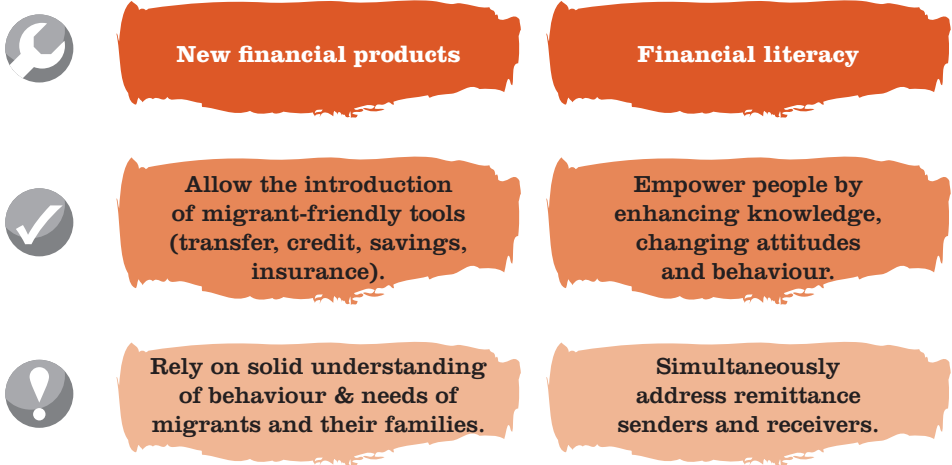 New financial products
Financial literacy
Allow the introduction
of migrant-friendly tools
(transfer, credit, savings,
insurance).
Empower people by
enhancing knowledge,
changing attitudes
and behaviour.
Rely on solid understanding
of behaviour & needs of
migrants and their families.
Simultaneously
address remittance
senders and receivers.